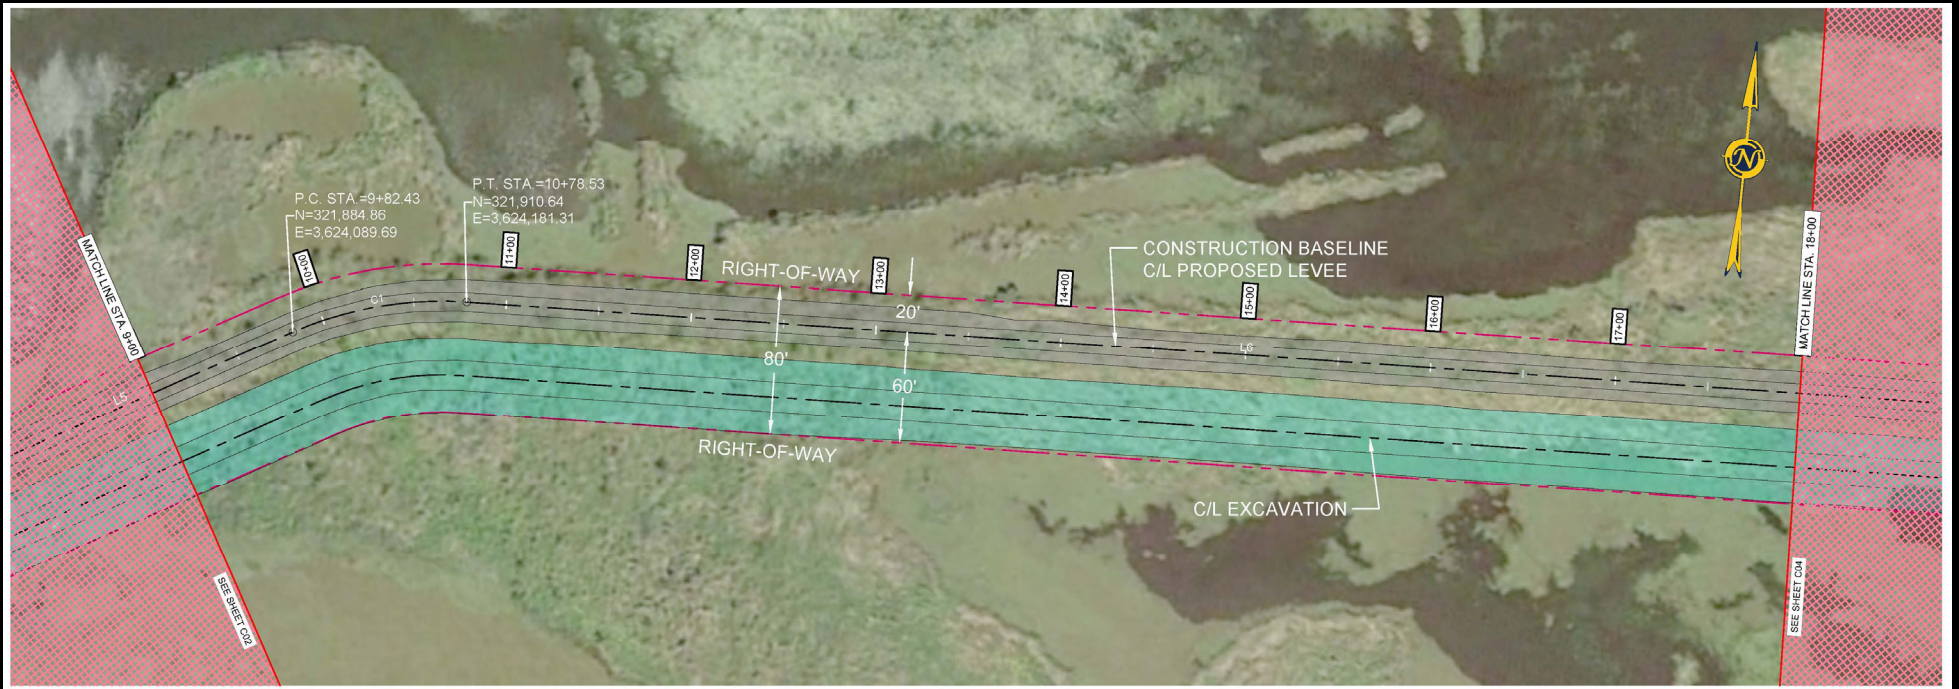 P.C. STA.=9+82.43
N=321,884.86
E=3,624,089.69
P.T. STA.=10+78.53
N=321,910.64
E=3,624,181.31
MATCH LINE STA. 9+00
10+00
11+00
12+00
RIGHT-OF-WAY
13+00
14+00
CONSTRUCTION BASELINE
C/L PROPOSED LEVEE
15+00
16+00
17+00
MATCH LINE STA. 18+00
N
C1
20'
80'
60'
L6
L5
RIGHT-OF-WAY
C/L EXCAVATION
SEE SHEET C02
SEE SHEET C04